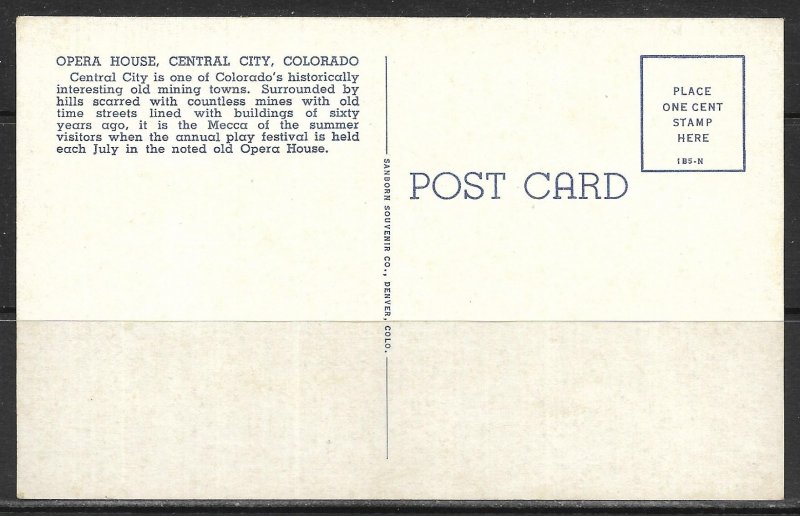 OPERA HOUSE, CENTRAL CITY, COLORADO
Central City is one of Colorado's historically
interesting old mining towns. Surrounded by
hills scarred with countless mines with old
time streets lined with buildings of sixty
years ago, it is the Mecca of the summer
visitors when the annual play festival is held
each July in the noted old Opera House.
SANBORN SOUVENIR CO., DENVER, COLO.
POST CARD
PLACE
ONE CENT
STAMP
HERE
1B5-N